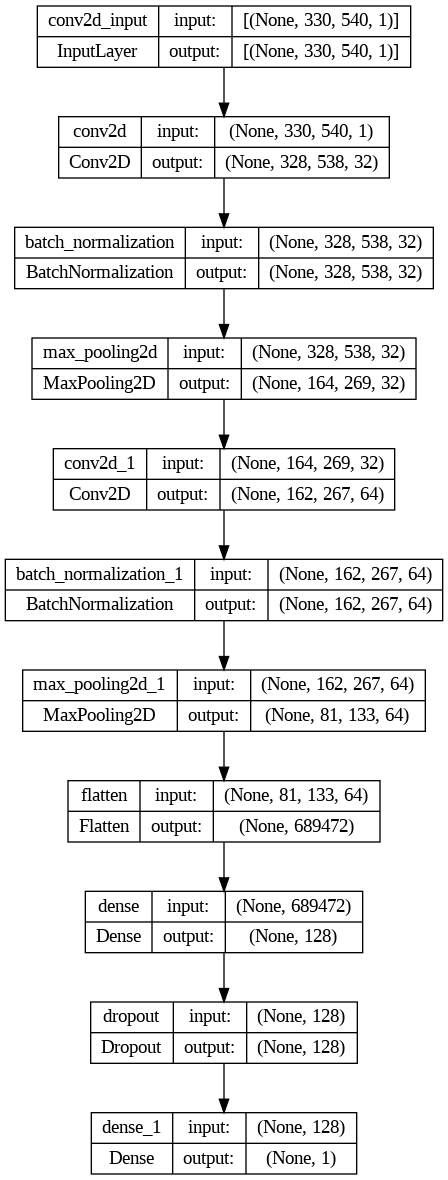 conv2d_input input: [(None, 330, 540, 1)]
InputLayer output: [(None, 330, 540, 1)]
conv2d input: (None, 330, 540, 1)
Conv2D output: (None, 328, 538, 32)
batch_normalization input: (None, 328, 538, 32)
BatchNormalization output: (None, 328, 538, 32)
max_pooling2d input: (None, 328, 538, 32)
MaxPooling2D output: (None, 164, 269, 32)
conv2d_1 input: (None, 164, 269, 32)
Conv2D output: (None, 162, 267, 64)
batch_normalization_1 input: (None, 162, 267, 64)
BatchNormalization output: (None, 162, 267, 64)
max_pooling2d_1 input: (None, 162, 267, 64)
MaxPooling2D output: (None, 81, 133, 64)
flatten input: (None, 81, 133, 64)
Flatten output: (None, 689472)
dense input: (None, 689472)
Dense output: (None, 128)
dropout input: (None, 128)
Dropout output: (None, 128)
dense_1 input: (None, 128)
Dense output: (None, 1)